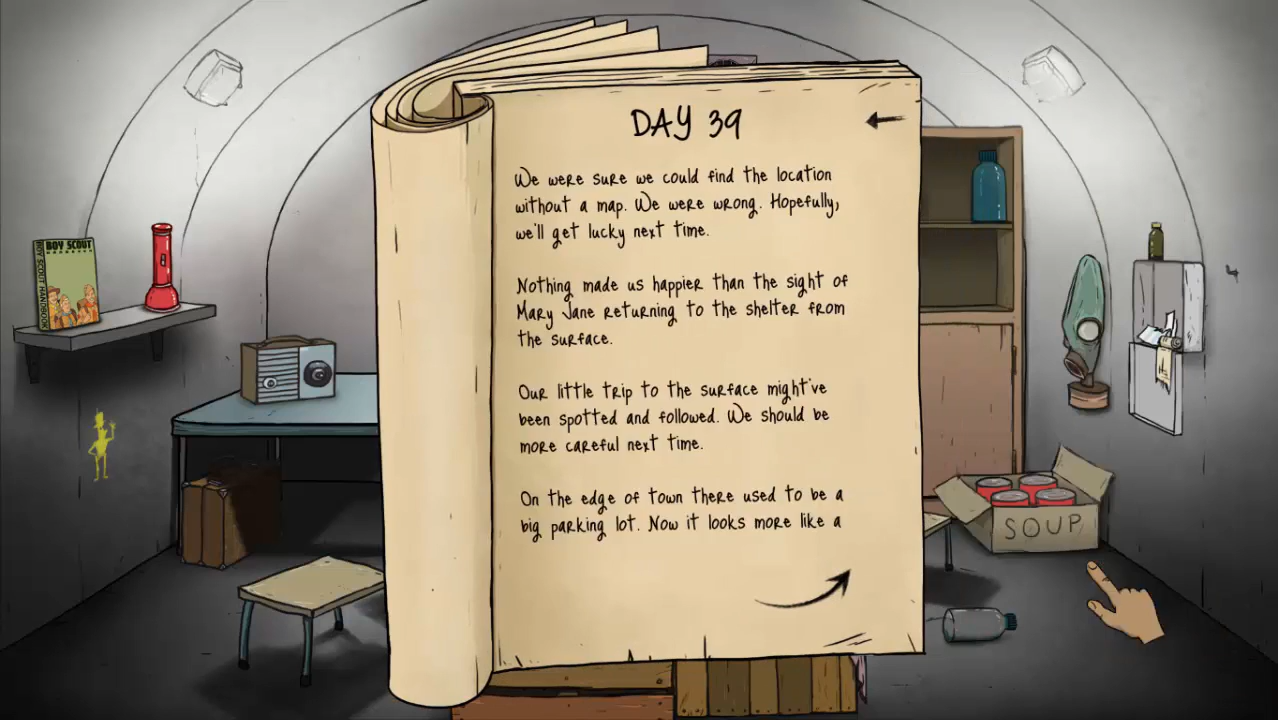 DAY 39
We were sure we could find the location
without a map. We were wrong. Hopefully,
we'll get lucky next time.
Nothing made us happier than the sight of
Mary Jane returning to the shelter from
the surface.
Our little trip to the surface might've
been spotted and followed. We should be
more careful next time.
On the edge of town there used to be a
big parking lot. Now it looks more like a
BOY SCOUT
BOY SCOUT HANDBOOK
SOUP